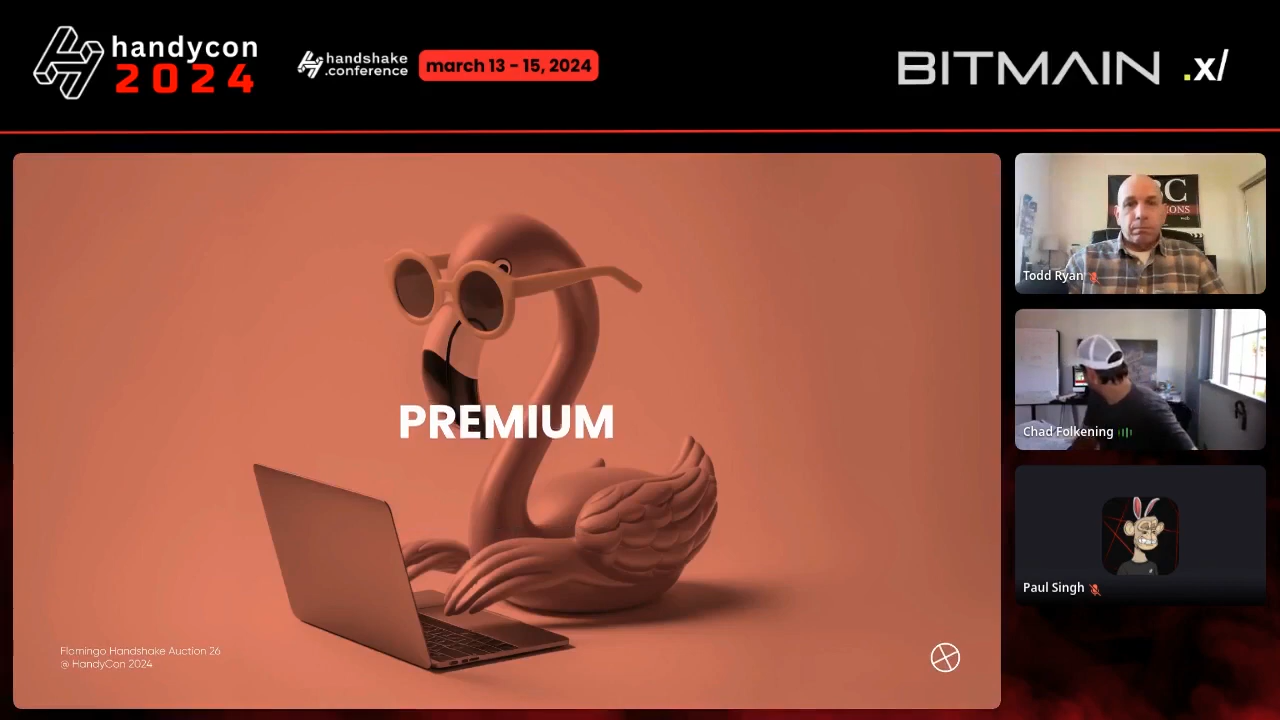 handycon
2024
handshake
.conference
march 13 - 15, 2024
BITMAIN
.x/
PREMIUM
Flamingo Handshake Auction 26
@ HandyCon 2024
Todd Ryan
Chad Folkening
Paul Singh